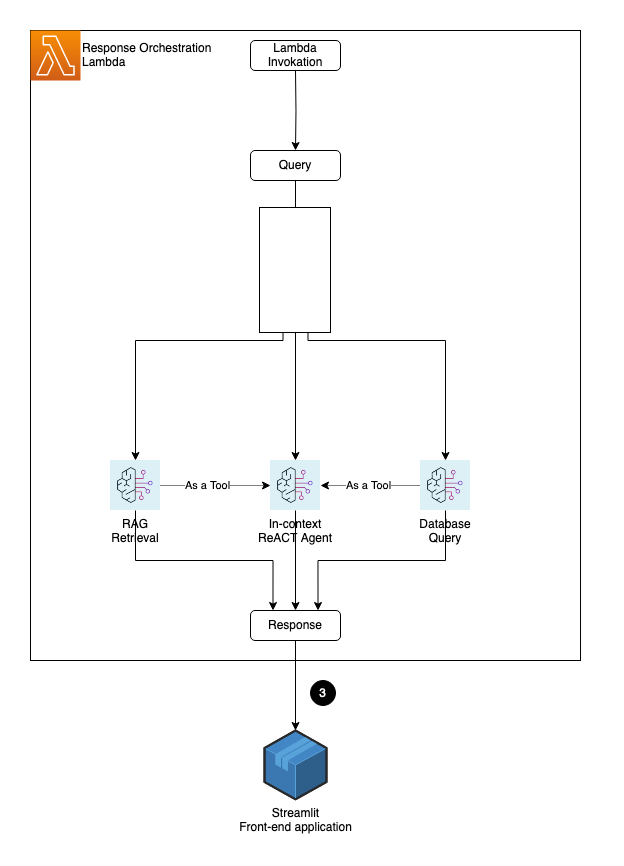 Response Orchestration
Lambda
Lambda
Invokation
Query
As a Tool
As a Tool
RAG
Retrieval
In-context
ReACT Agent
Database
Query
Response
3
Streamlit
Front-end application